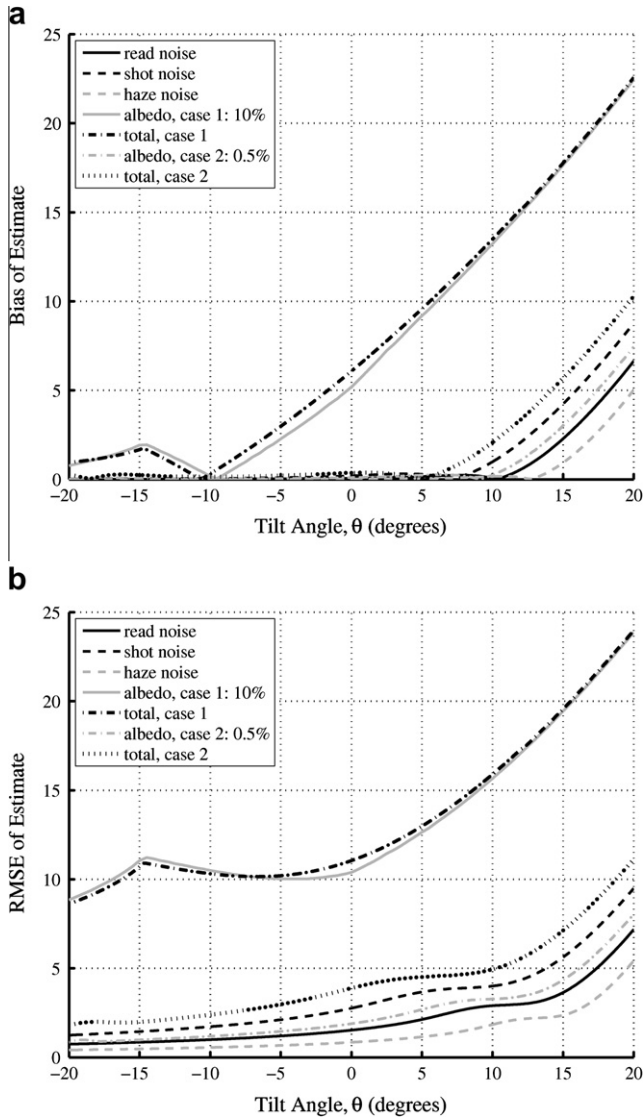 a
25
20
15
10
5
0
Bias of Estimate
read noise
shot noise
haze noise
albedo, case 1: 10%
total, case 1
albedo, case 2: 0.5%
total, case 2
−20 −15 −10 −5 0 5 10 15 20
Tilt Angle, θ (degrees)
b
25
20
15
10
5
0
RMSE of Estimate
read noise
shot noise
haze noise
albedo, case 1: 10%
total, case 1
albedo, case 2: 0.5%
total, case 2
−20 −15 −10 −5 0 5 10 15 20
Tilt Angle, θ (degrees)